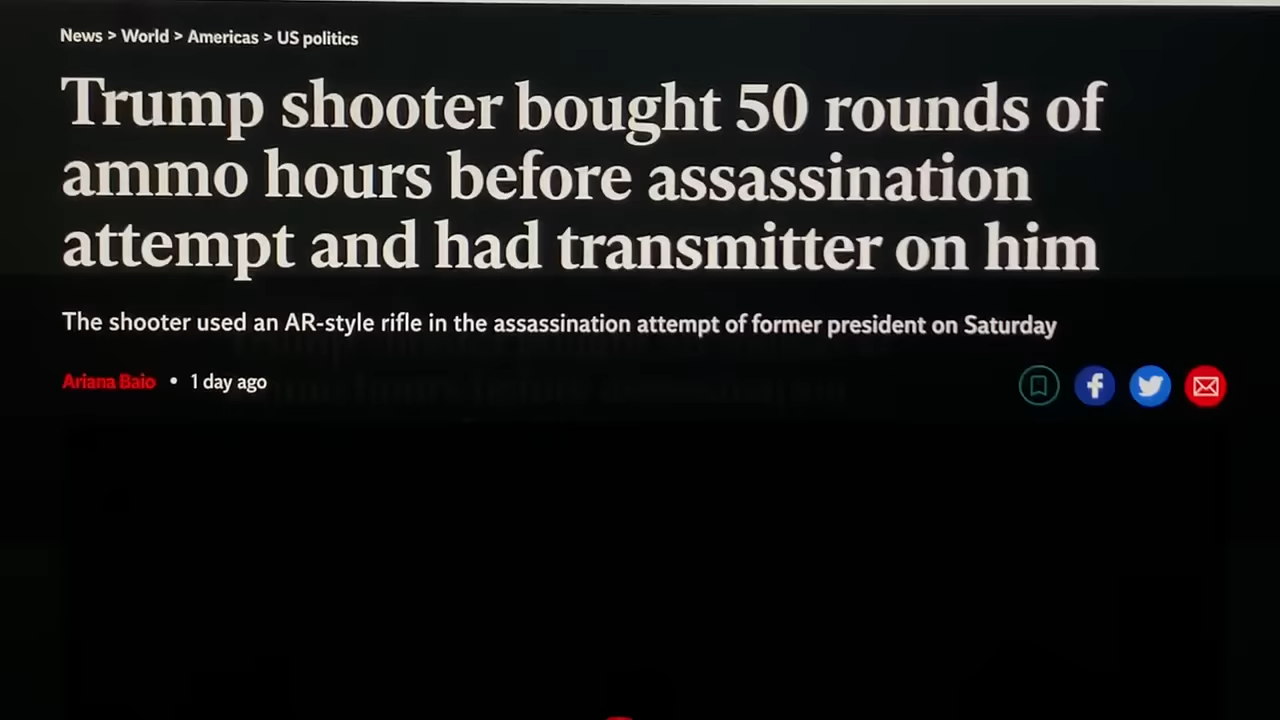 News > World > Americas > US politics
Trump shooter bought 50 rounds of
ammo hours before assassination
attempt and had transmitter on him
The shooter used an AR-style rifle in the assassination attempt of former president on Saturday
Ariana Baio • 1 day ago